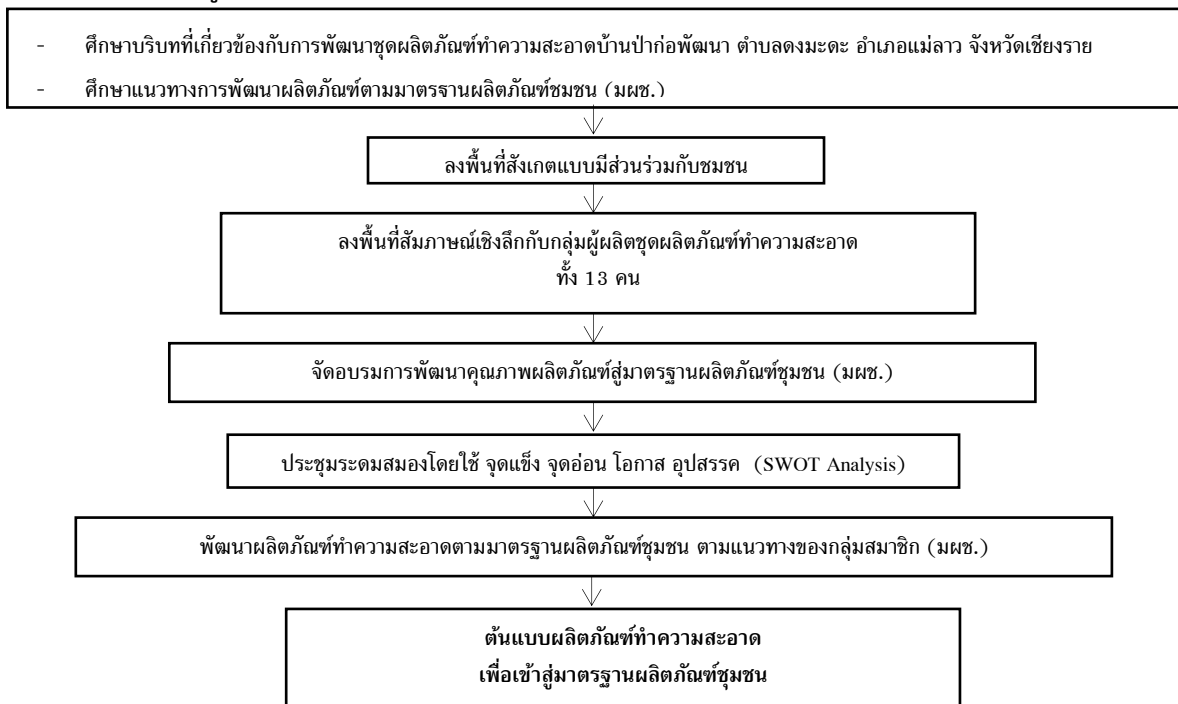 - ศึกษาบริบทที่เกี่ยวข้องกับการพัฒนาชุดผลิตภัณฑ์ทำความสะอาดบ้านป่าก่อพัฒนา ตำบลดงมะดะ อำเภอแม่ลาว จังหวัดเชียงราย
- ศึกษาแนวทางการพัฒนาผลิตภัณฑ์ตามมาตรฐานผลิตภัณฑ์ชุมชน (มผช.)
ลงพื้นที่สังเกตแบบมีส่วนร่วมกับชุมชน
ลงพื้นที่สัมภาษณ์เชิงลึกกับกลุ่มผู้ผลิตชุดผลิตภัณฑ์ทำความสะอาด
ทั้ง 13 คน
จัดอบรมการพัฒนาคุณภาพผลิตภัณฑ์สู่มาตรฐานผลิตภัณฑ์ชุมชน (มผช.)
ประชุมระดมสมองโดยใช้ จุดแข็ง จุดอ่อน โอกาส อุปสรรค (SWOT Analysis)
พัฒนาผลิตภัณฑ์ทำความสะอาดตามมาตรฐานผลิตภัณฑ์ชุมชน ตามแนวทางของกลุ่มสมาชิก (มผช.)
ต้นแบบผลิตภัณฑ์ทำความสะอาด
เพื่อเข้าสู่มาตรฐานผลิตภัณฑ์ชุมชน